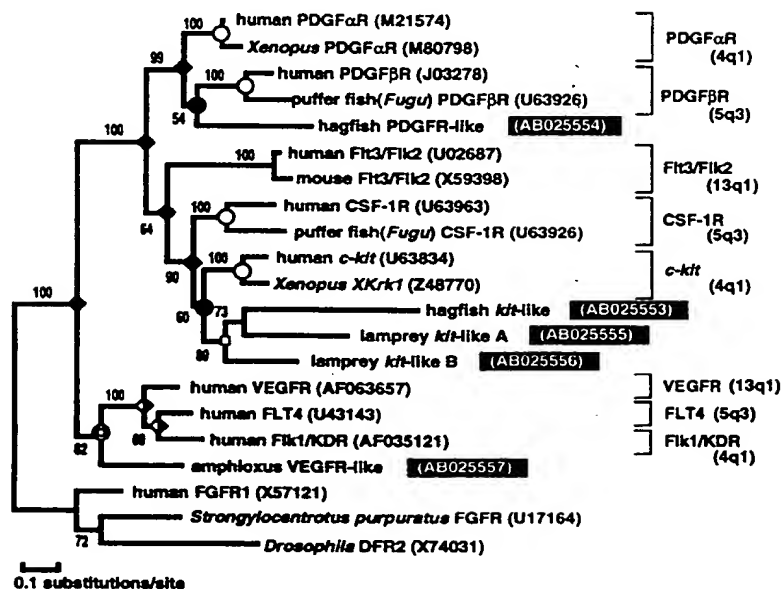 100 human PDGFαR (M21574)
Xenopus PDGFαR (M80798)
PDGFαR
(4q1)
99
100 human PDGFβR (J03278)
puffer fish(Fugu) PDGFβR (U63926)
PDGFβR
(5q3)
54
hagfish PDGFR-like (AB025554)
100
100 human Flt3/Flk2 (U02687)
mouse Flt3/Flk2 (X59398)
Flt3/Flk2
(13q1)
64
100 human CSF-1R (U63963)
puffer fish(Fugu) CSF-1R (U63926)
CSF-1R
(5q3)
90
100 human c-kit (U63834)
Xenopus XKrk1 (Z48770)
c-kit
(4q1)
60
73
hagfish kit-like (AB025553)
lamprey kit-like A (AB025555)
89
lamprey kit-like B (AB025556)
100
100 human VEGFR (AF063657)
VEGFR (13q1)
human FLT4 (U43143)
FLT4 (5q3)
human Flk1/KDR (AF035121)
Flk1/KDR
(4q1)
82
amphioxus VEGFR-like (AB025557)
human FGFR1 (X57121)
Strongylocentrotus purpuratus FGFR (U17164)
72
Drosophila DFR2 (X74031)
0.1 substitutions/site